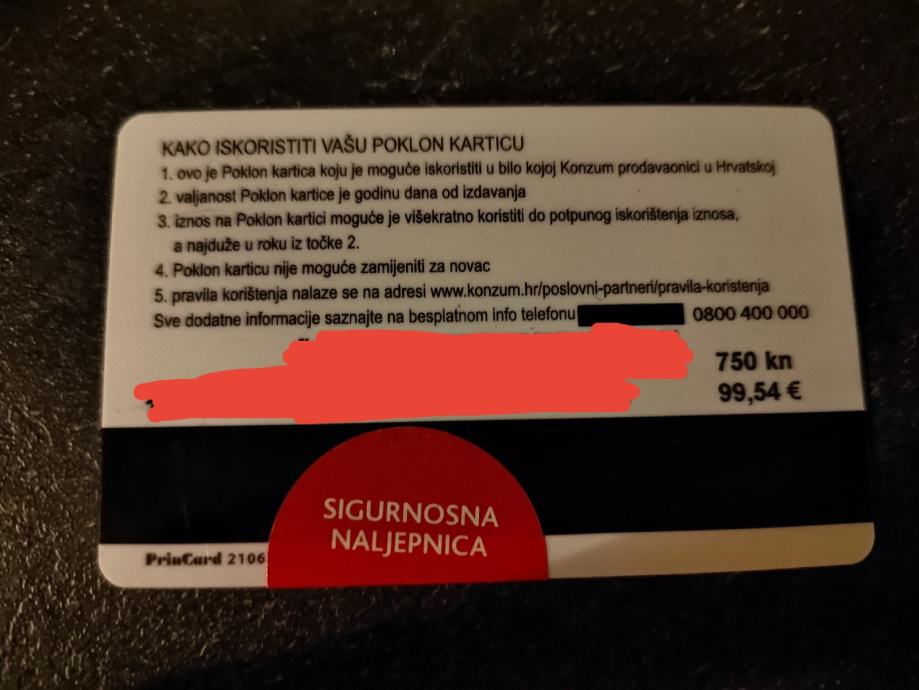 KAKO ISKORISTITI VAŠU POKLON KARTICU
1. ovo je Poklon kartica koju je moguće iskoristiti u bilo kojoj Konzum prodavaonici u Hrvatskoj
2. valjanost Poklon kartice je godinu dana od izdavanja
3. iznos na Poklon kartici moguće je višekratno koristiti do potpunog iskorištenja iznosa,
a najduže u roku iz točke 2.
4. Poklon karticu nije moguće zamijeniti za novac
5. pravila korištenja nalaze se na adresi www.konzum.hr/poslovni-partneri/pravila-koristenja
Sve dodatne informacije saznajte na besplatnom info telefonu 0800 400 000
750 kn
99,54 €
SIGURNOSNA
NALJEPNICA
PrinCard 2106